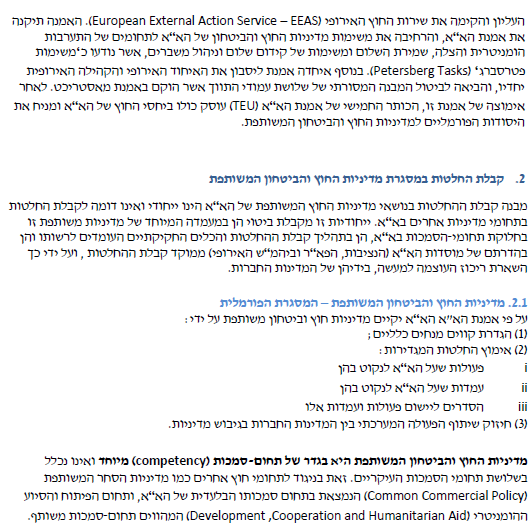 העליון והקימה את שירות החוץ האירופי (European External Action Service – EEAS). האמנה תיקנה
את אמנת הא"א, והרחיבה את משימות מדיניות החוץ והביטחון של הא"א לתחומים של התערבות
הומניטרית והצלה, שמירת השלום ומשימות של קידום שלום וניהול משברים, אשר נודעו כ'משימות
פטרסברג' (Petersberg Tasks). בנוסף איחדה אמנת ליסבון את האיחוד האירופי והקהילה האירופית
יחדיו, והביאה לביטול המבנה המסורתי של שלושת עמודי התווך אשר הוקם באמנת מאסטריכט. לאחר
אימוצה של אמנת זו, הכותר החמישי של אמנת הא"א (TEU) עוסק כולו ביחסי החוץ של הא"א ומניח את
היסודות הפורמליים למדיניות החוץ והביטחון המשותפת.
2. קבלת החלטות במסגרת מדיניות החוץ והביטחון המשותפת
מבנה קבלת ההחלטות בנושאי מדיניות החוץ המשותפת של הא"א הינו ייחודי ואינו דומה לקבלת החלטות
בתחומי מדיניות אחרים בא"א. ייחודיות זו מקבלת ביטוי הן במעמדה המיוחד של מדיניות משותפת זו
בחלוקת תחומי-הסמכות בא"א, הן בתהליך קבלת ההחלטות והכלים החקיקתיים העומדים לרשותו והן
בהדרתם של מוסדות הא"א (הנציבות, הפא"ר וביהמ"ש האירופי) ממוקד קבלת ההחלטות , ועל ידי כך
השארת ריכוז העוצמה למעשה, בידיהן של המדינות החברות.
2.1. מדיניות החוץ והביטחון המשותפת – המסגרת הפורמלית
על פי אמנת הא"א הא"א יקיים מדיניות חוץ וביטחון משותפת על ידי:
(1) הגדרת קווים מנחים כלליים;
(2) אימוץ החלטות המגדירות:
i פעולות שעל הא"א לנקוט בהן
ii עמדות שעל הא"א לנקוט בהן
iii הסדרים ליישום פעולות ועמדות אלו
(3) חיזוק שיתוף הפעולה המערכתי בין המדינות החברות בגיבוש מדיניות.
מדיניות החוץ והביטחון המשותפת היא בגדר של תחום-סמכות (competency) מיוחד ואינו נכלל
בשלושת תחומי הסמכות העיקריים. זאת בניגוד לתחומי חוץ אחרים כמו מדיניות הסחר המשותפת
(Common Commercial Policy) הנמצאת בתחום סמכותו הבלעדית של הא"א, ותחום הפיתוח והסיוע
ההומניטרי (Development ,Cooperation and Humanitarian Aid) המהווים תחום-סמכות משותף.